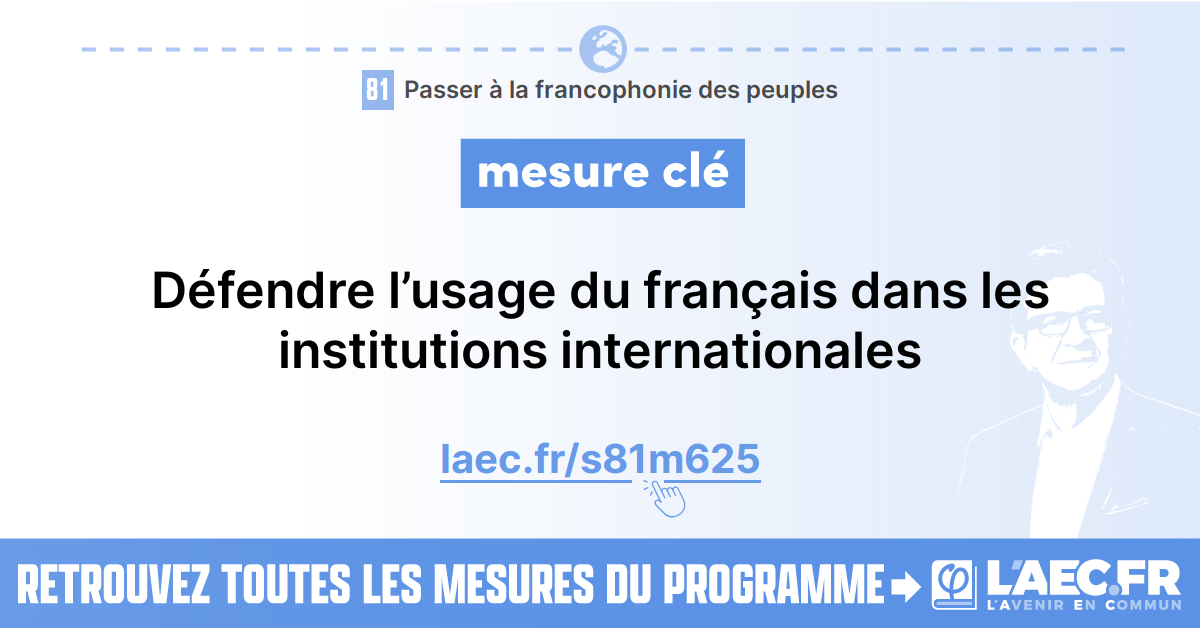 81 Passer à la francophonie des peuples
mesure clé
Défendre l’usage du français dans les
institutions internationales
laec.fr/s81m625
RETROUVEZ TOUTES LES MESURES DU PROGRAMME
L'AEC.FR
L'AVENIR EN COMMUN